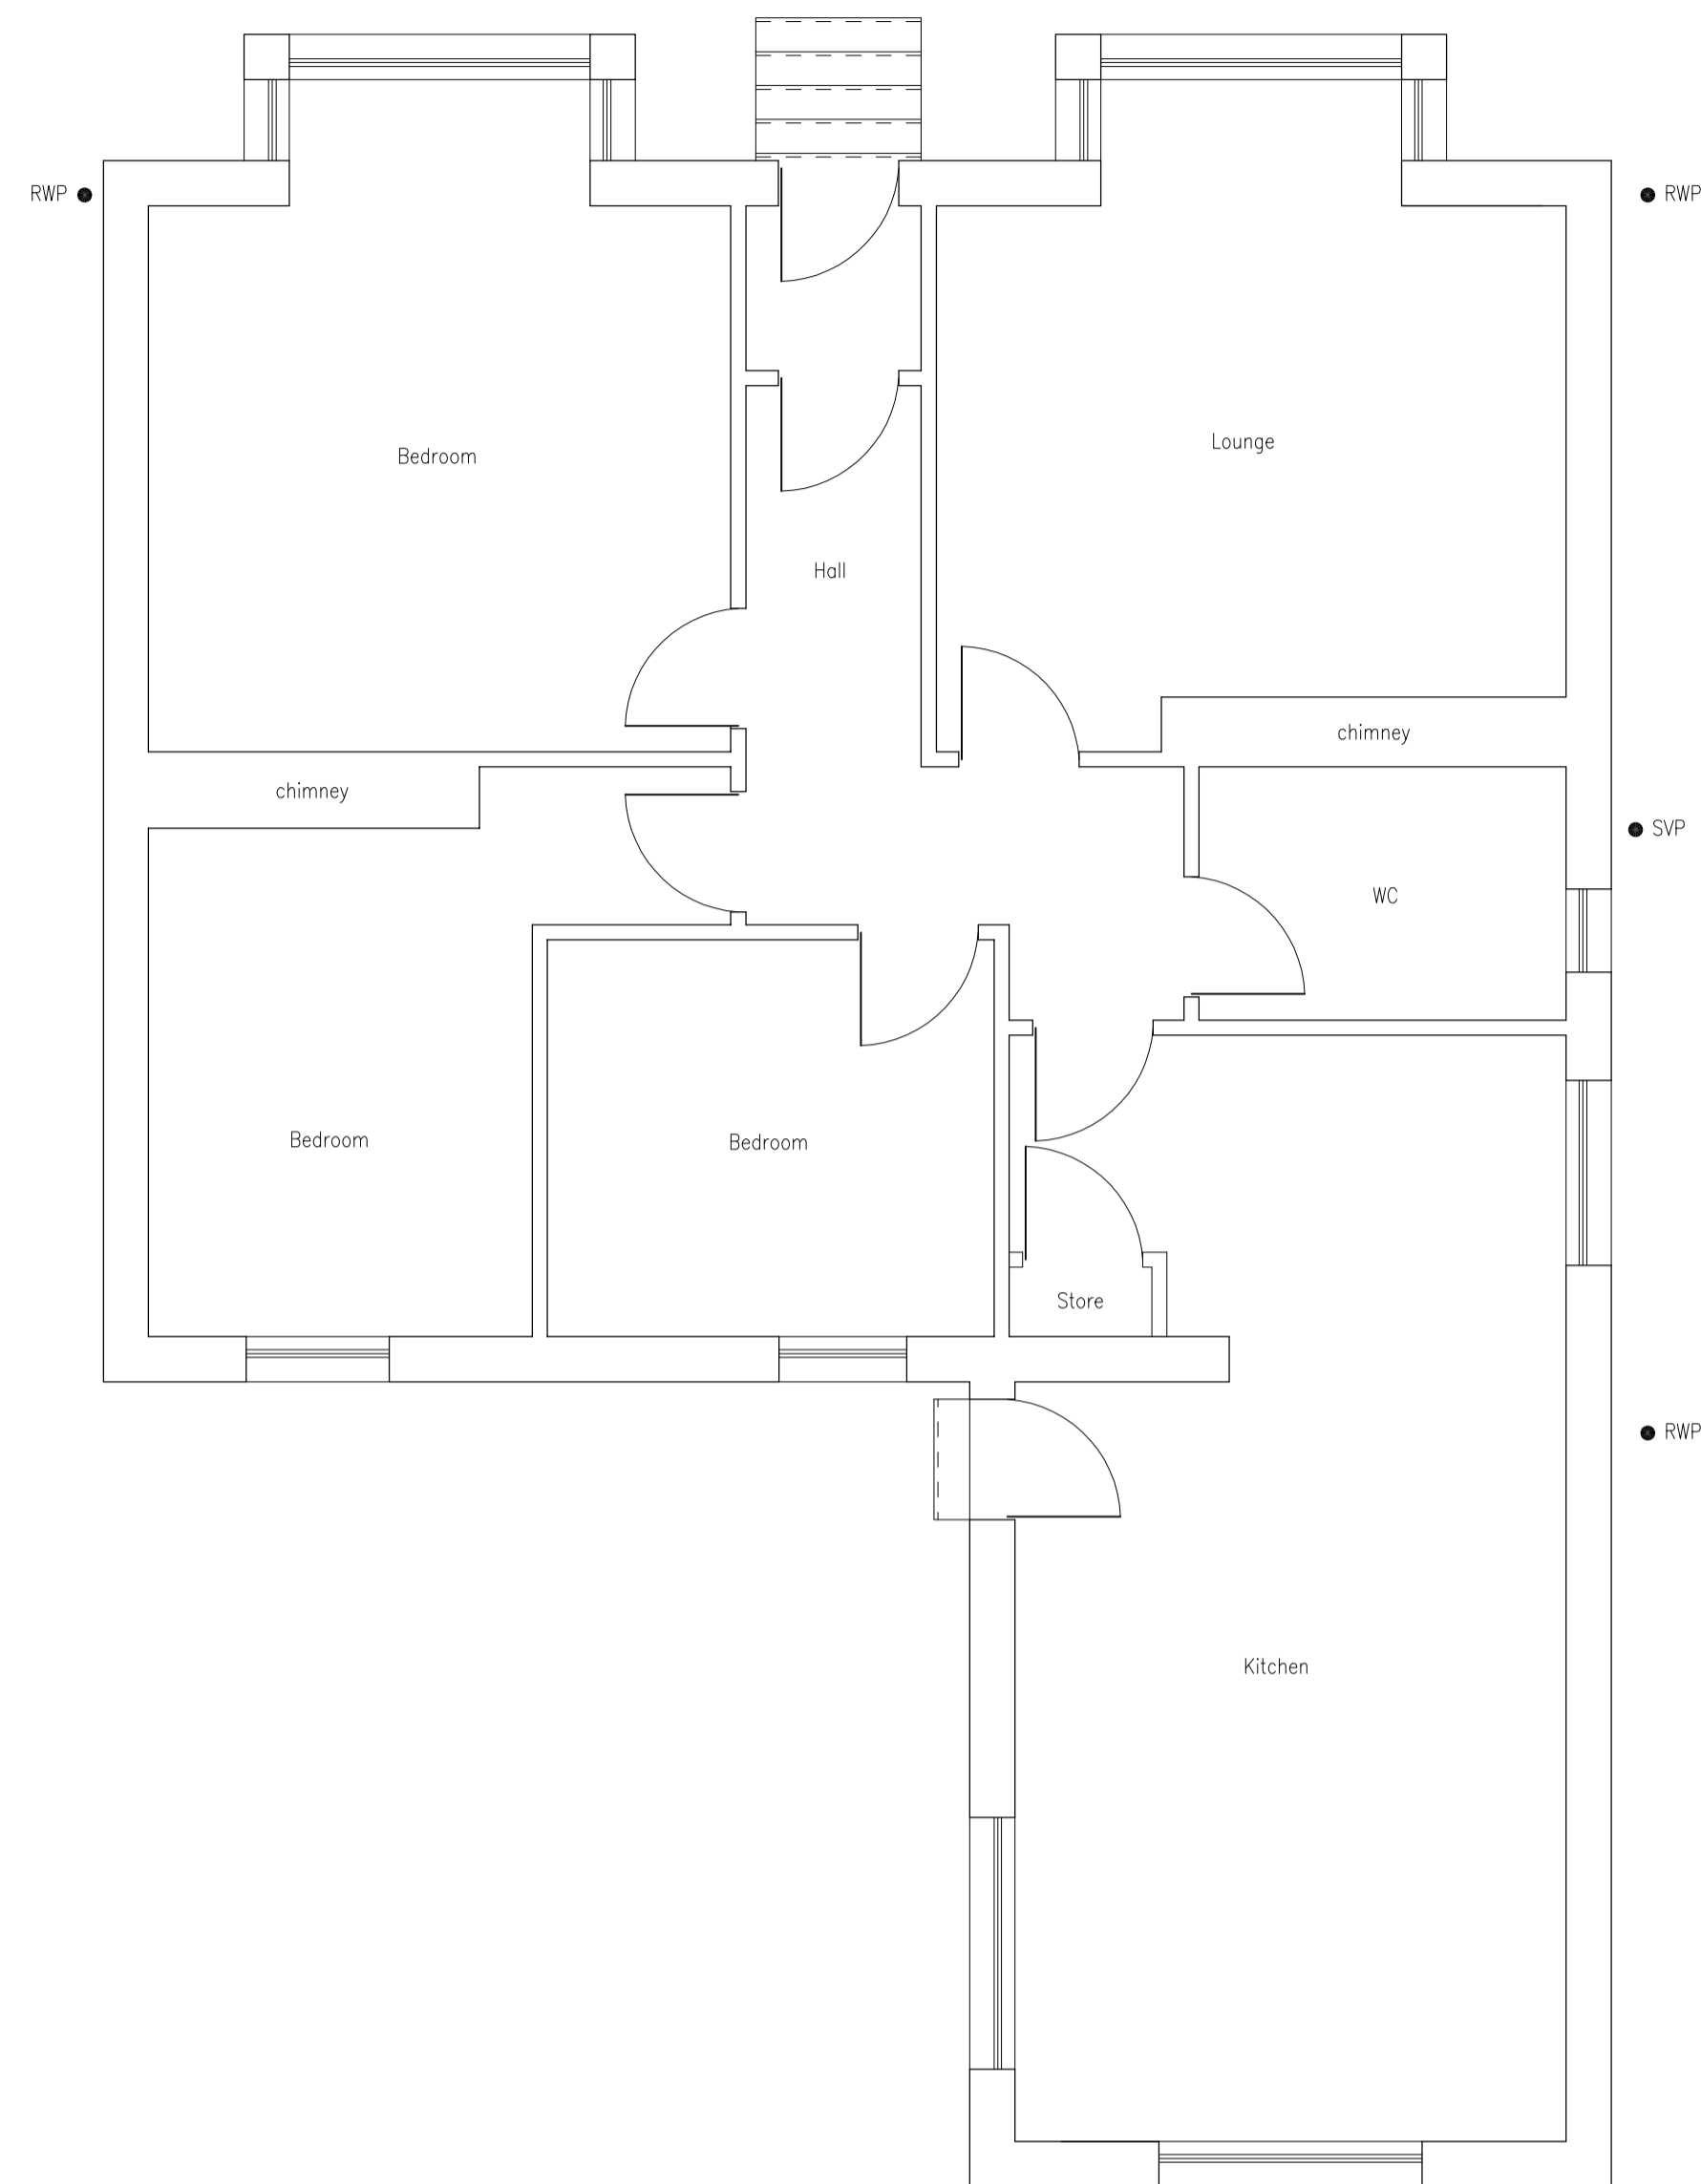 RWP
RWP
Lounge
Bedroom
Hall
chimney
chimney
SVP
WC
Bedroom
Bedroom
Store
RWP
Kitchen